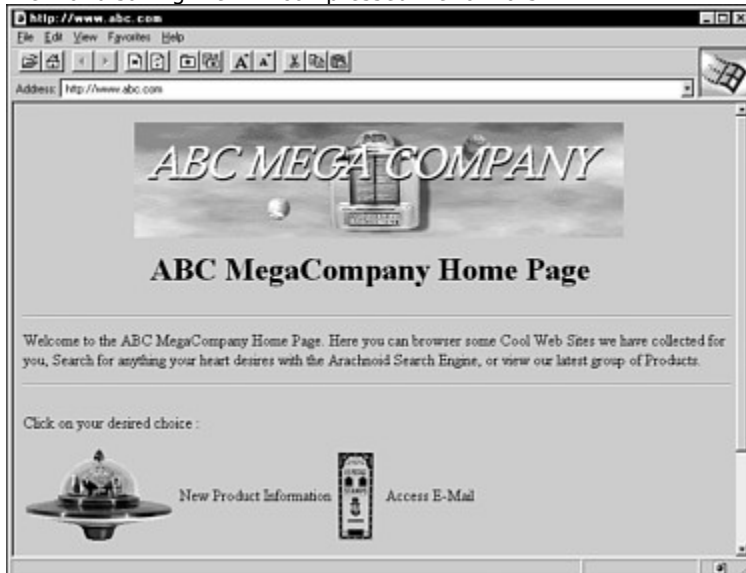 http://www.abc.com
File Edit View Favorites Help
Address: http://www.abc.com
ABC MEGA COMPANY
ABC MegaCompany Home Page
Welcome to the ABC MegaCompany Home Page. Here you can browser some Cool Web Sites we have collected for
you, Search for anything your heart desires with the Arachnoid Search Engine, or view our latest group of Products.
Click on your desired choice :
New Product Information
Access E-Mail